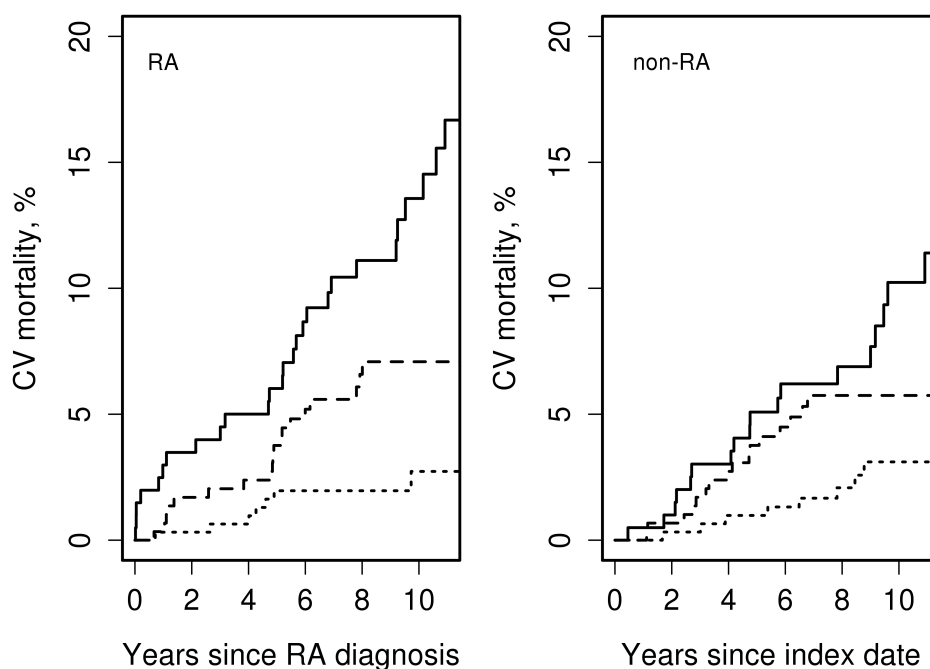 RA
CV mortality, %
20
15
10
5
0
0 2 4 6 8 10
Years since RA diagnosis
non-RA
CV mortality, %
20
15
10
5
0
0 2 4 6 8 10
Years since index date